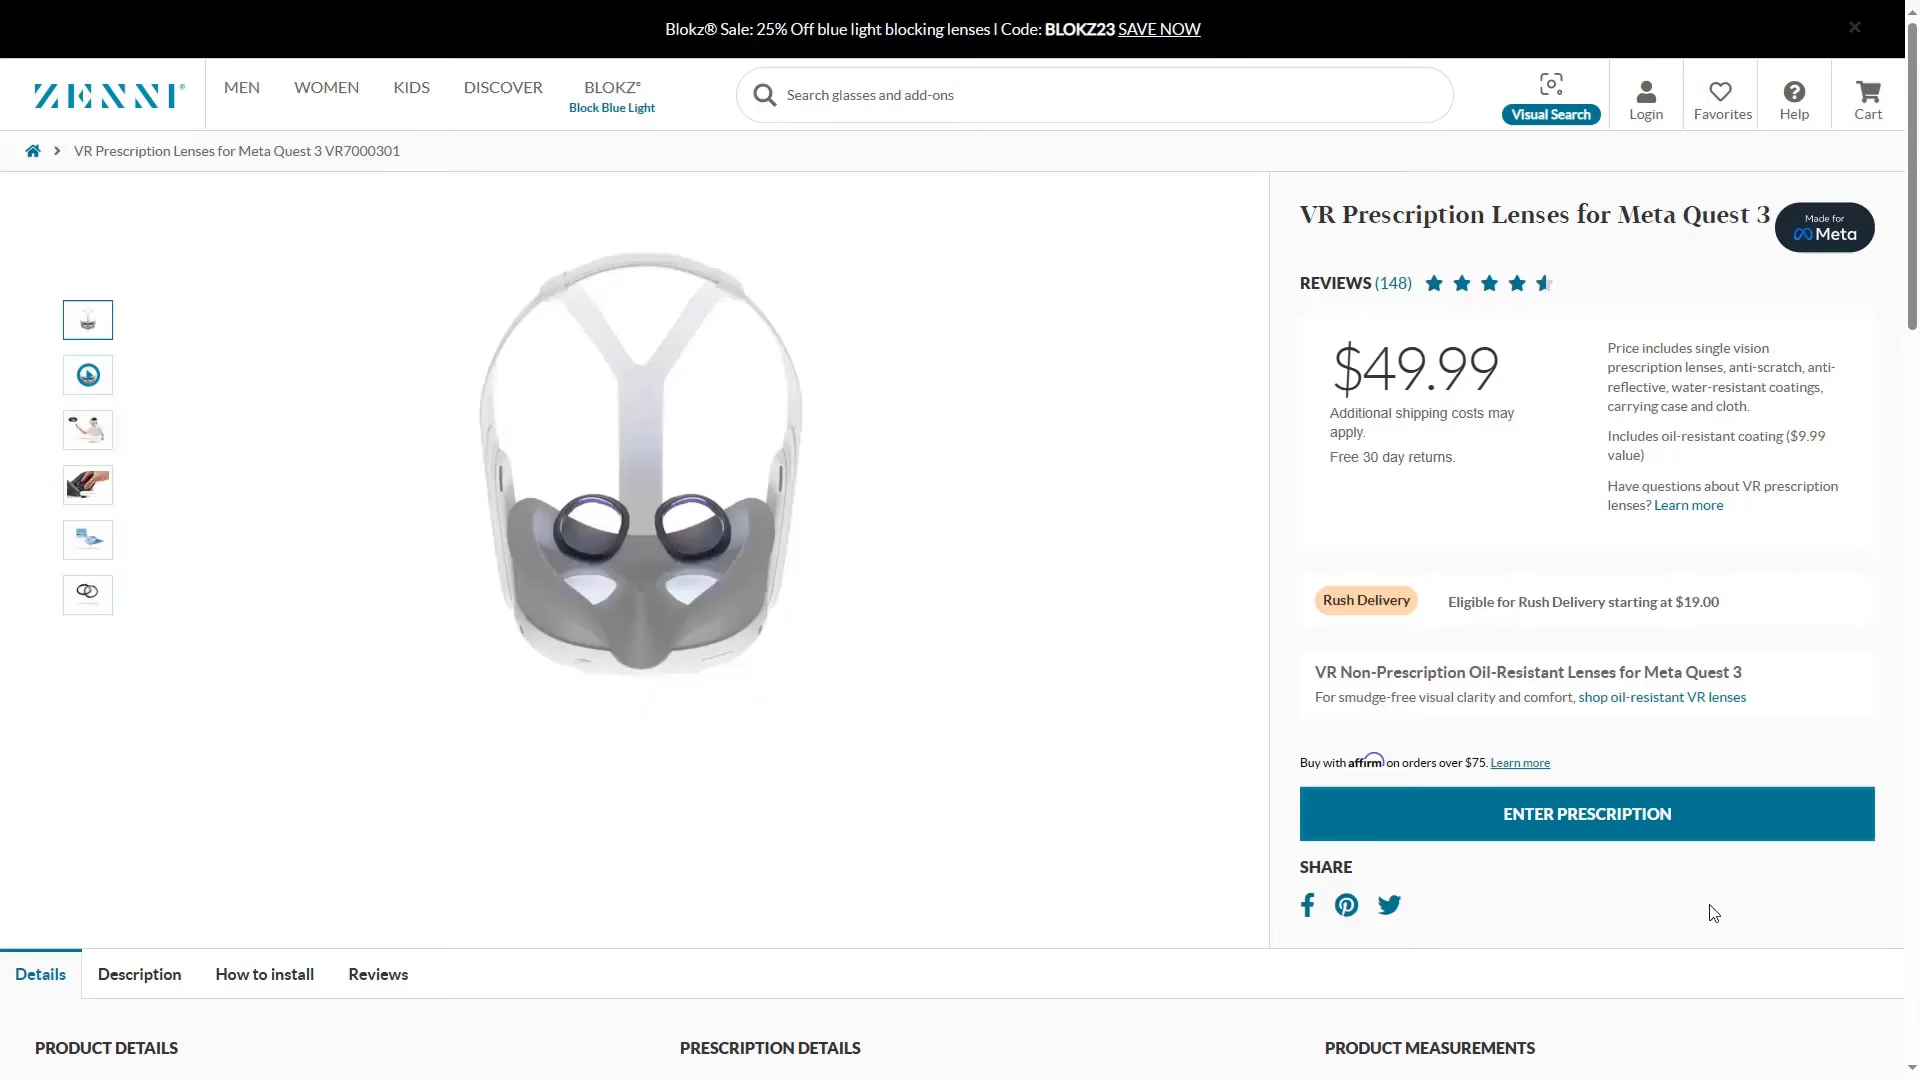 Blokz® Sale: 25% Off blue light blocking lenses l Code: BLOKZ23 SAVE NOW
ZENNI®
MEN
WOMEN
KIDS
DISCOVER
BLOKZ®
Block Blue Light
Search glasses and add-ons
Visual Search
Login
Favorites
Help
Cart
VR Prescription Lenses for Meta Quest 3 VR7000301
VR Prescription Lenses for Meta Quest 3
Made for
Meta
REVIEWS (148)
$49.99
Additional shipping costs may
apply.
Free 30 day returns.
Price includes single vision
prescription lenses, anti-scratch, anti-
reflective, water-resistant coatings,
carrying case and cloth.
Includes oil-resistant coating ($9.99
value)
Have questions about VR prescription
lenses? Learn more
Rush Delivery
Eligible for Rush Delivery starting at $19.00
VR Non-Prescription Oil-Resistant Lenses for Meta Quest 3
For smudge-free visual clarity and comfort, shop oil-resistant VR lenses
Buy with affirm on orders over $75. Learn more
ENTER PRESCRIPTION
SHARE
Details
Description
How to install
Reviews
PRODUCT DETAILS
PRESCRIPTION DETAILS
PRODUCT MEASUREMENTS